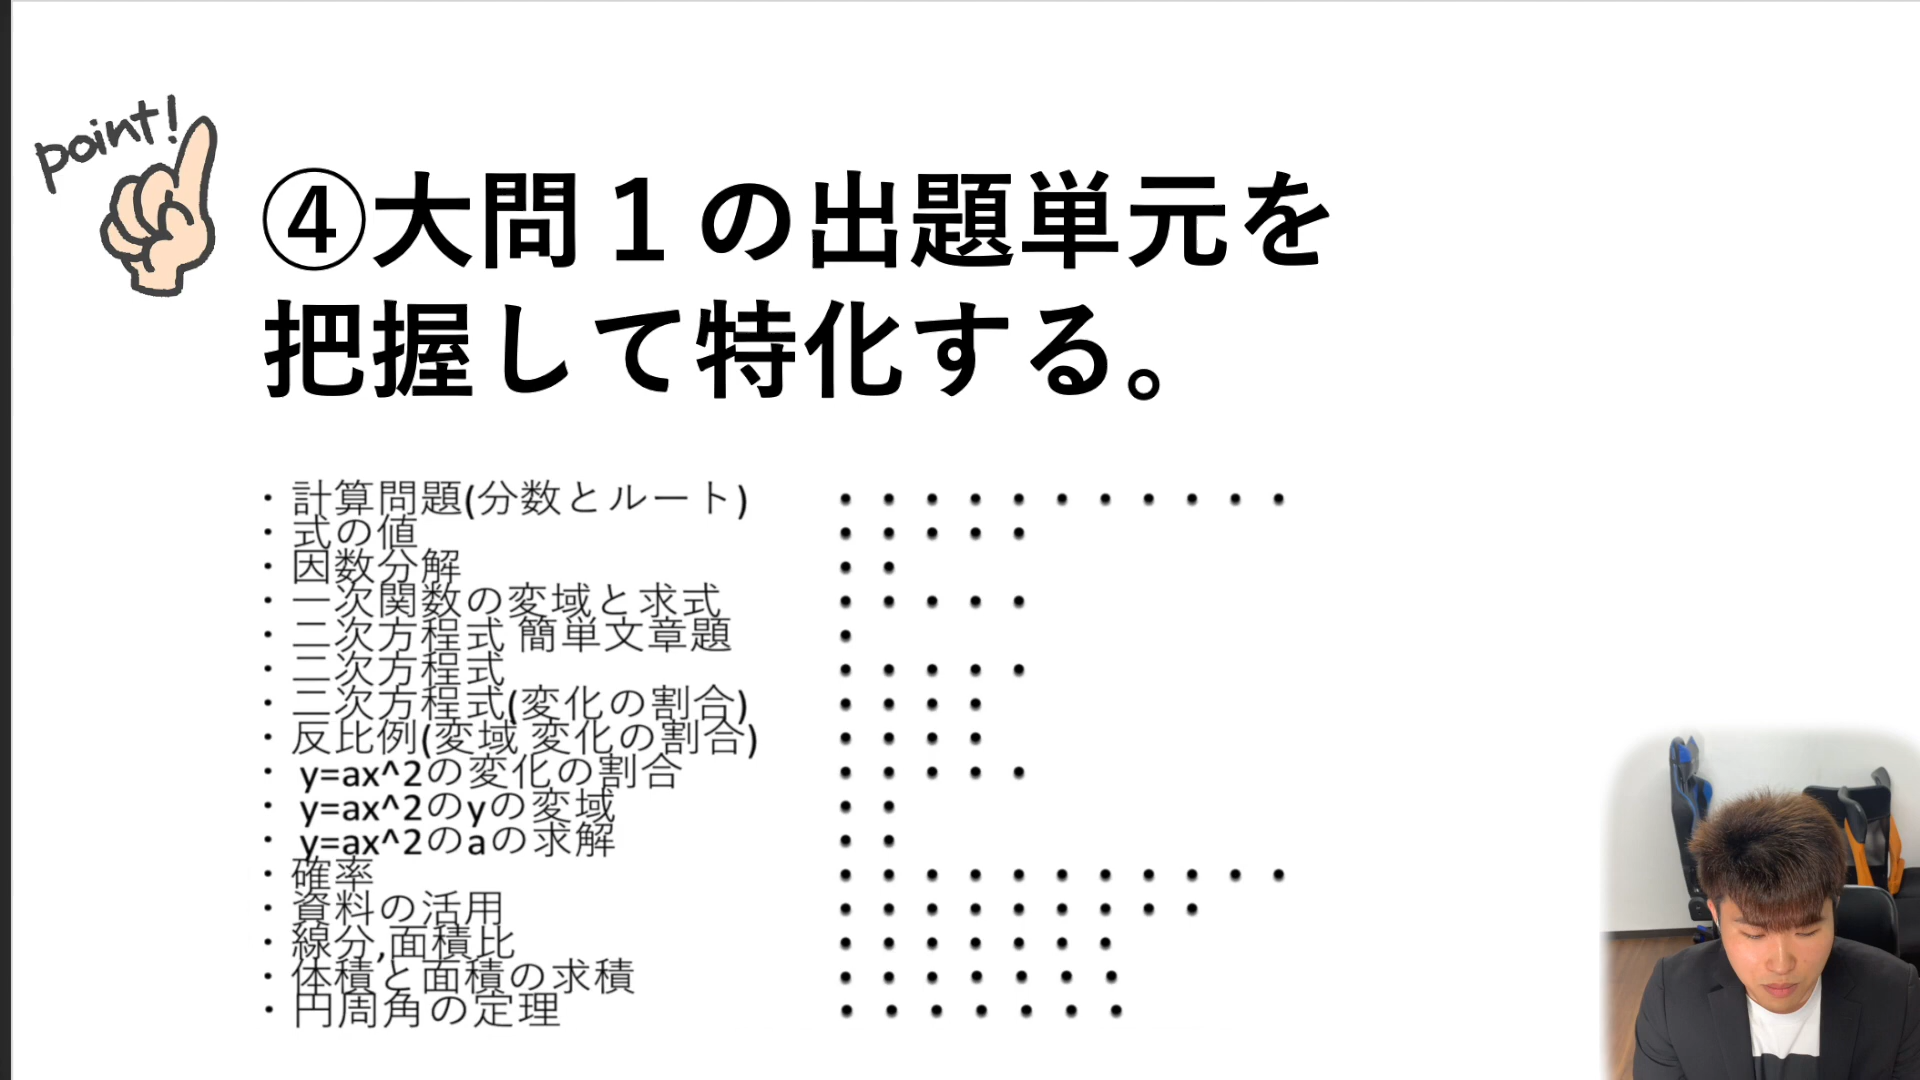 point!
④大問１の出題単元を
把握して特化する。
・計算問題(分数とルート) ・・・・・・・・・・・
・式の値 ・・・・・
・因数分解 ・・
・一次関数の変域と求式 ・・・・・
・二次方程式 簡単文章題 ・
・二次方程式 ・・・・・
・二次方程式(変化の割合) ・・・・
・反比例(変域 変化の割合) ・・・・
・y=ax^2の変化の割合 ・・・・・
・y=ax^2のyの変域 ・・
・y=ax^2のaの求解 ・・
・確率 ・・・・・・・・・・・
・資料の活用 ・・・・・・・・・
・線分,面積比 ・・・・・・・
・体積と面積の求積 ・・・・・・・
・円周角の定理 ・・・・・・・